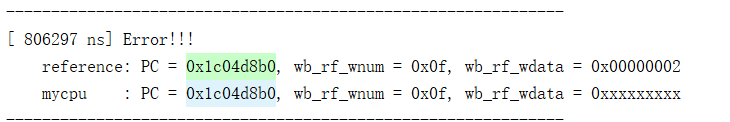 --------------------------------------------------------------
[ 806297 ns] Error!!!
reference: PC = 0x1c04d8b0, wb_rf_wnum = 0x0f, wb_rf_wdata = 0x00000002
mycpu    : PC = 0x1c04d8b0, wb_rf_wnum = 0x0f, wb_rf_wdata = 0xxxxxxxxx
--------------------------------------------------------------